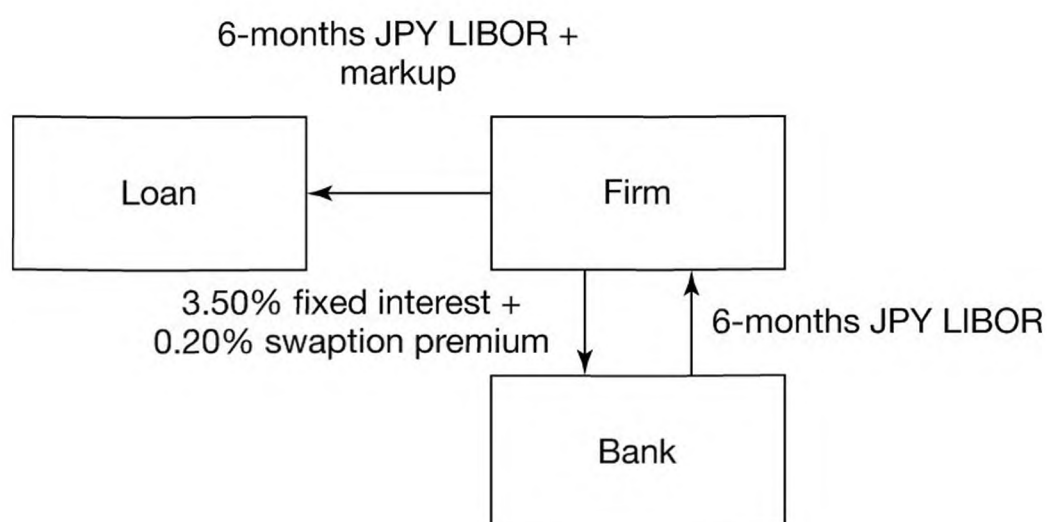 6-months JPY LIBOR +
markup
Loan
Firm
3.50% fixed interest +
0.20% swaption premium
6-months JPY LIBOR
Bank